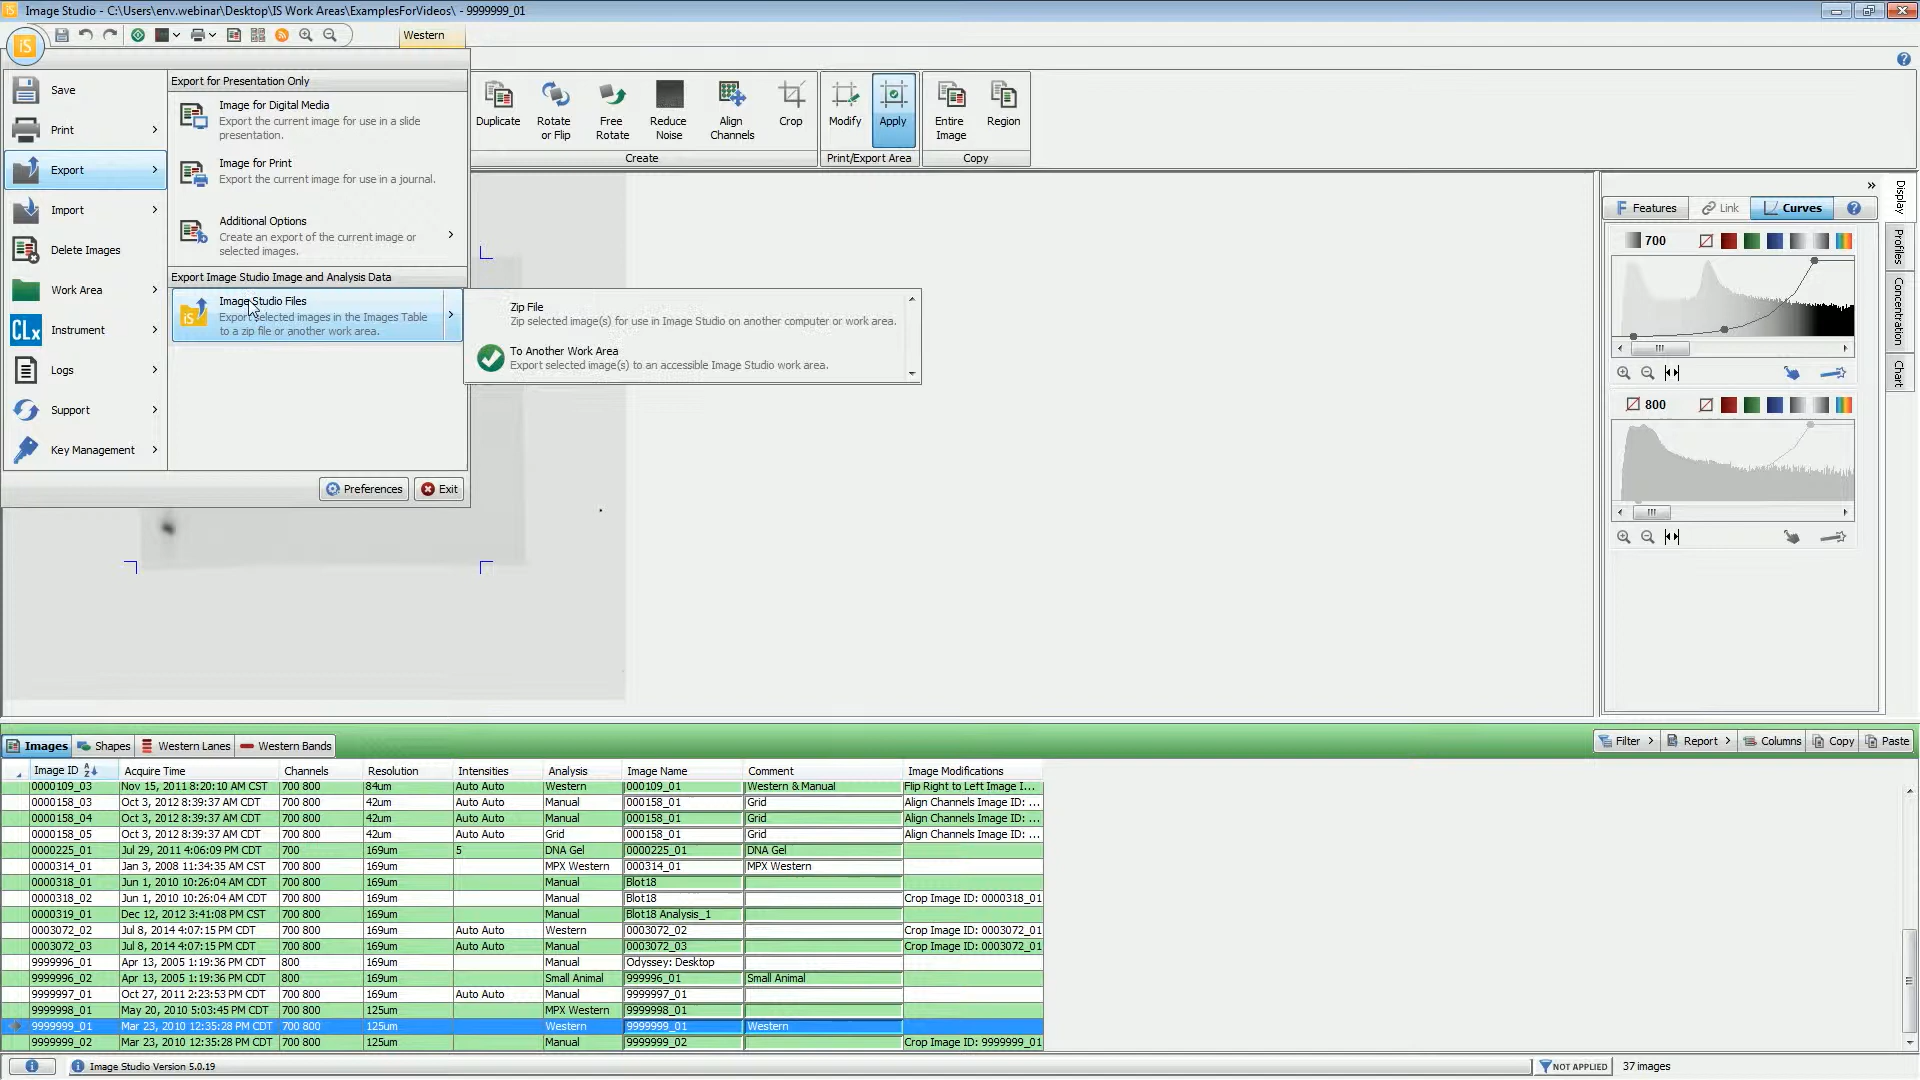 Image Studio - C:\Users\env.webinar\Desktop\IS Work Areas\ExamplesForVideos\ - 9999999_01
Western
iS
Save
Print
Export
Import
Delete Images
Work Area
CLx Instrument
Logs
Support
Key Management
Export for Presentation Only
Image for Digital Media
Export the current image for use in a slide
presentation.
Image for Print
Export the current image for use in a journal.
Additional Options
Create an export of the current image or
selected images.
Export Image Studio Image and Analysis Data
iS
Image Studio Files
Export selected images in the Images Table
to a zip file or another work area.
Zip File
Zip selected image(s) for use in Image Studio on another computer or work area.
To Another Work Area
Export selected image(s) to an accessible Image Studio work area.
Preferences Exit
Duplicate Rotate or Flip Free Rotate Reduce Noise Align Channels Crop
Create
Modify Apply
Print/Export Area
Entire Image Region
Copy
Features Link Curves
700
800
Display
Profiles
Concentration
Chart
Images Shapes Western Lanes Western Bands Filter Report Columns Copy Paste
Image ID Acquire Time Channels Resolution Intensities Analysis Image Name Comment Image Modifications
0000109_03 Nov 15, 2011 8:20:10 AM CST 700 800 84um Auto Auto Western 000109_01 Western & Manual Flip Right to Left Image I...
0000158_03 Oct 3, 2012 8:39:37 AM CDT 700 800 42um Auto Auto Manual 000158_01 Grid Align Channels Image ID: ...
0000158_04 Oct 3, 2012 8:39:37 AM CDT 700 800 42um Auto Auto Manual 000158_01 Grid Align Channels Image ID: ...
0000158_05 Oct 3, 2012 8:39:37 AM CDT 700 800 42um Auto Auto Grid 000158_01 Grid Align Channels Image ID: ...
0000225_01 Jul 29, 2011 4:06:09 PM CDT 700 169um 5 DNA Gel 0000225_01 DNA Gel
0000314_01 Jan 3, 2008 11:34:35 AM CST 700 800 169um MPX Western 000314_01 MPX Western
0000318_01 Jun 1, 2010 10:26:04 AM CDT 700 800 169um Manual Blot18
0000318_02 Jun 1, 2010 10:26:04 AM CDT 700 800 169um Manual Blot18 Crop Image ID: 0000318_01
0000319_01 Dec 12, 2012 3:41:08 PM CST 700 800 169um Manual Blot18 Analysis_1
0003072_02 Jul 8, 2014 4:07:15 PM CDT 700 800 169um Auto Auto Western 0003072_02 Crop Image ID: 0003072_01
0003072_03 Jul 8, 2014 4:07:15 PM CDT 700 800 169um Auto Auto Manual 0003072_03 Crop Image ID: 0003072_01
9999996_01 Apr 13, 2005 1:19:36 PM CDT 800 169um Manual Odyssey: Desktop
9999996_02 Apr 13, 2005 1:19:36 PM CDT 800 169um Small Animal 999996_01 Small Animal
9999997_01 Oct 27, 2011 2:23:53 PM CDT 700 800 169um Auto Auto Manual 9999997_01
9999998_01 May 20, 2010 5:03:45 PM CDT 700 800 125um MPX Western 9999998_01
9999999_01 Mar 23, 2010 12:35:28 PM CDT 700 800 125um Western 9999999_01 Western
9999999_02 Mar 23, 2010 12:35:28 PM CDT 700 800 125um Manual 9999999_02 Crop Image ID: 9999999_01
Image Studio Version 5.0.19 NOT APPLIED 37 images